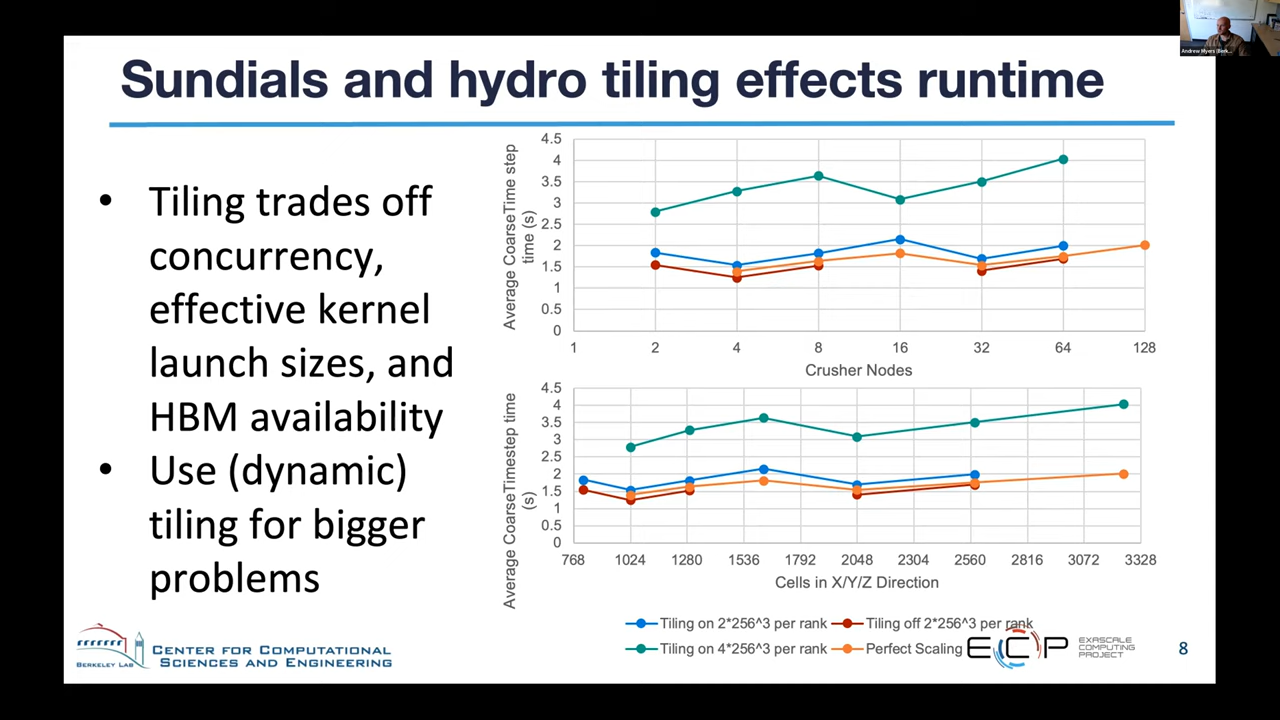 Andrew Myers (Berk...
Sundials and hydro tiling effects runtime
• Tiling trades off
concurrency,
effective kernel
launch sizes, and
HBM availability
• Use (dynamic)
tiling for bigger
problems
Average CoarseTime step
time (s)
4.5
4
3.5
3
2.5
2
1.5
1
0.5
0
1 2 4 8 16 32 64 128
Crusher Nodes
Average CoarseTimestep time
(s)
4.5
4
3.5
3
2.5
2
1.5
1
0.5
0
768 1024 1280 1536 1792 2048 2304 2560 2816 3072 3328
Cells in X/Y/Z Direction
Tiling on 2*256^3 per rank
Tiling off 2*256^3 per rank
Tiling on 4*256^3 per rank
Perfect Scaling
BERKELEY LAB
CENTER FOR COMPUTATIONAL
SCIENCES AND ENGINEERING
ECP
EXASCALE
COMPUTING
PROJECT
8